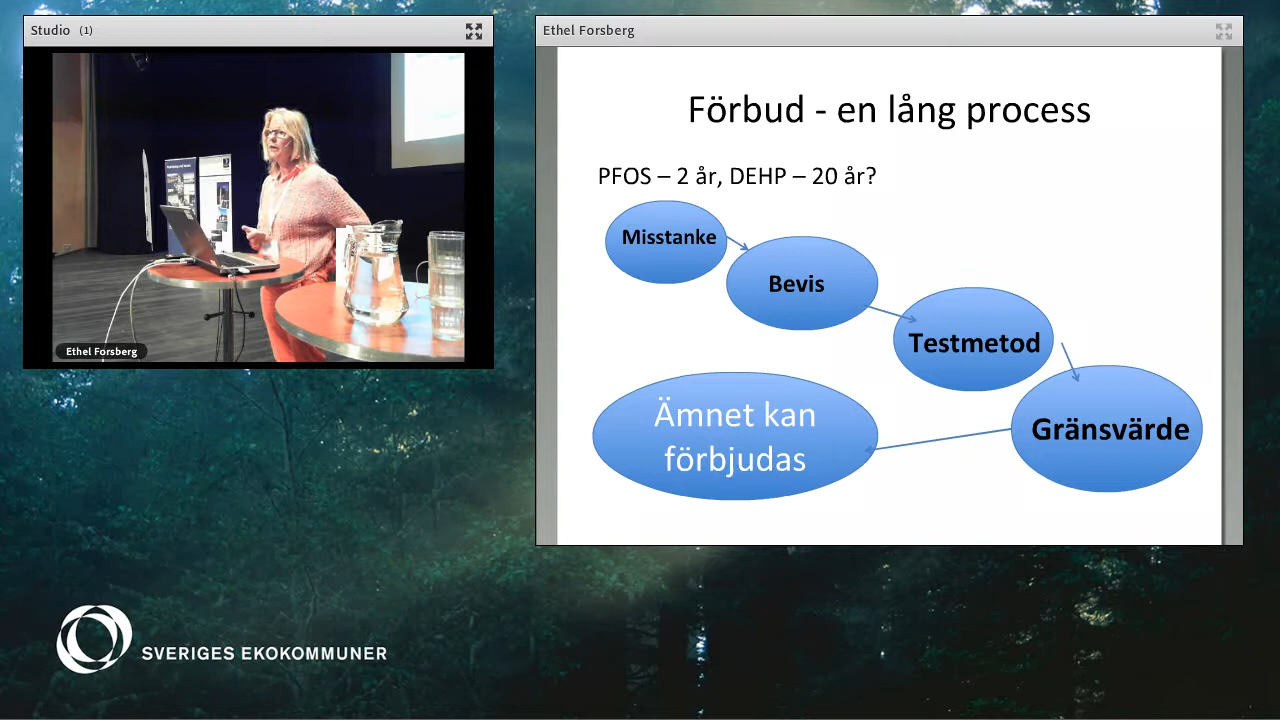 Studio (1)
Ethel Forsberg
Ethel Forsberg
Förbud - en lång process
PFOS – 2 år, DEHP – 20 år?
Misstanke
Bevis
Testmetod
Gränsvärde
Ämnet kan
förbjudas
SVERIGES EKOKOMMUNER